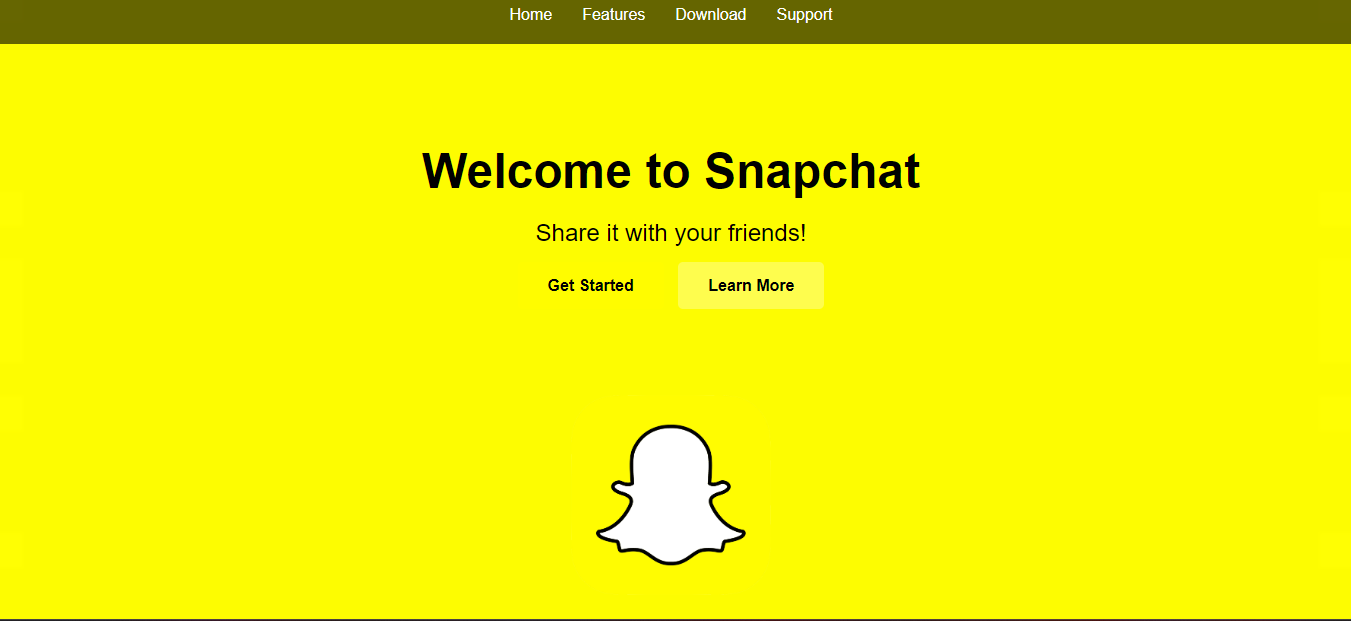 Home Features Download Support
Welcome to Snapchat
Share it with your friends!
Get Started Learn More